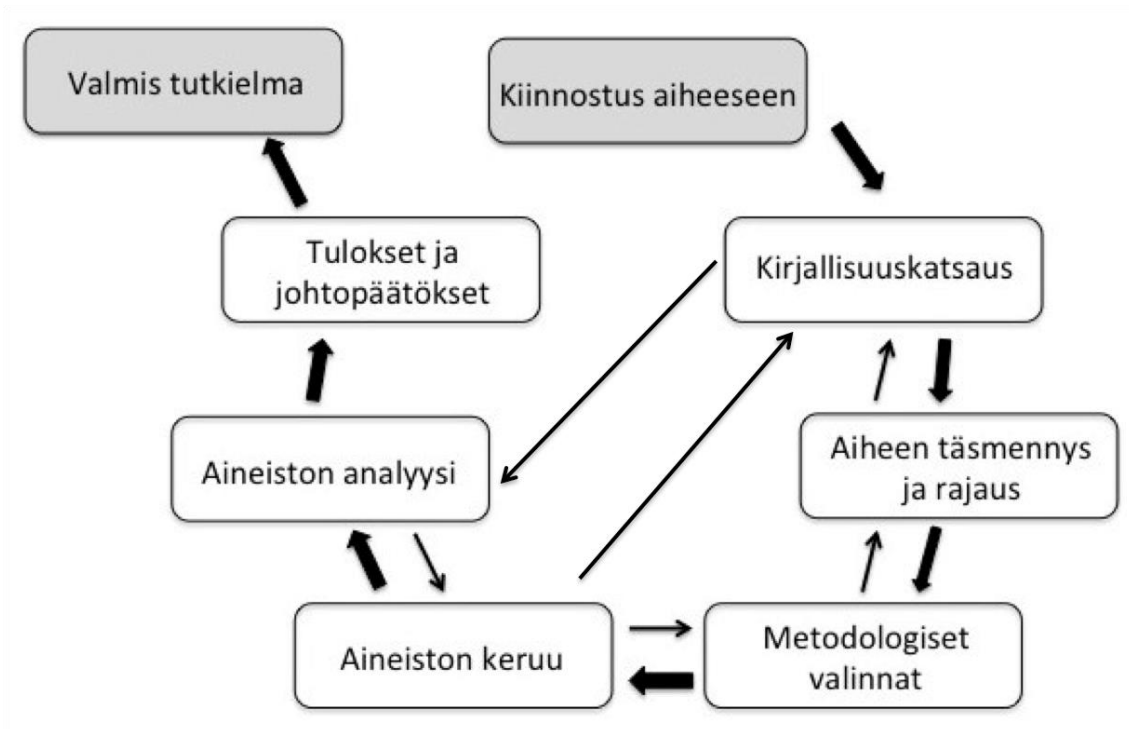 Valmis tutkielma
Kiinnostus aiheeseen
Tulokset ja
johtopäätökset
Kirjallisuuskatsaus
Aineiston analyysi
Aiheen täsmennys
ja rajaus
Aineiston keruu
Metodologiset
valinnat